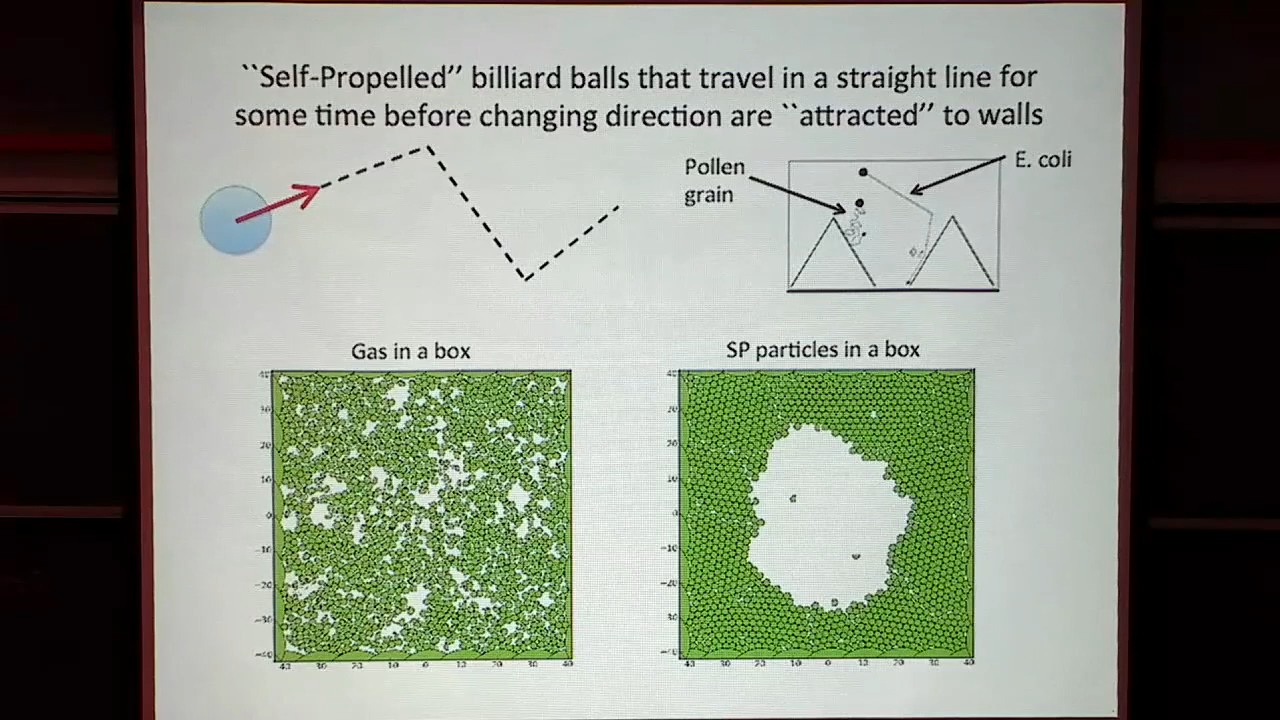 ``Self-Propelled'' billiard balls that travel in a straight line for
some time before changing direction are ``attracted'' to walls
Pollen
grain
E. coli
Gas in a box
SP particles in a box